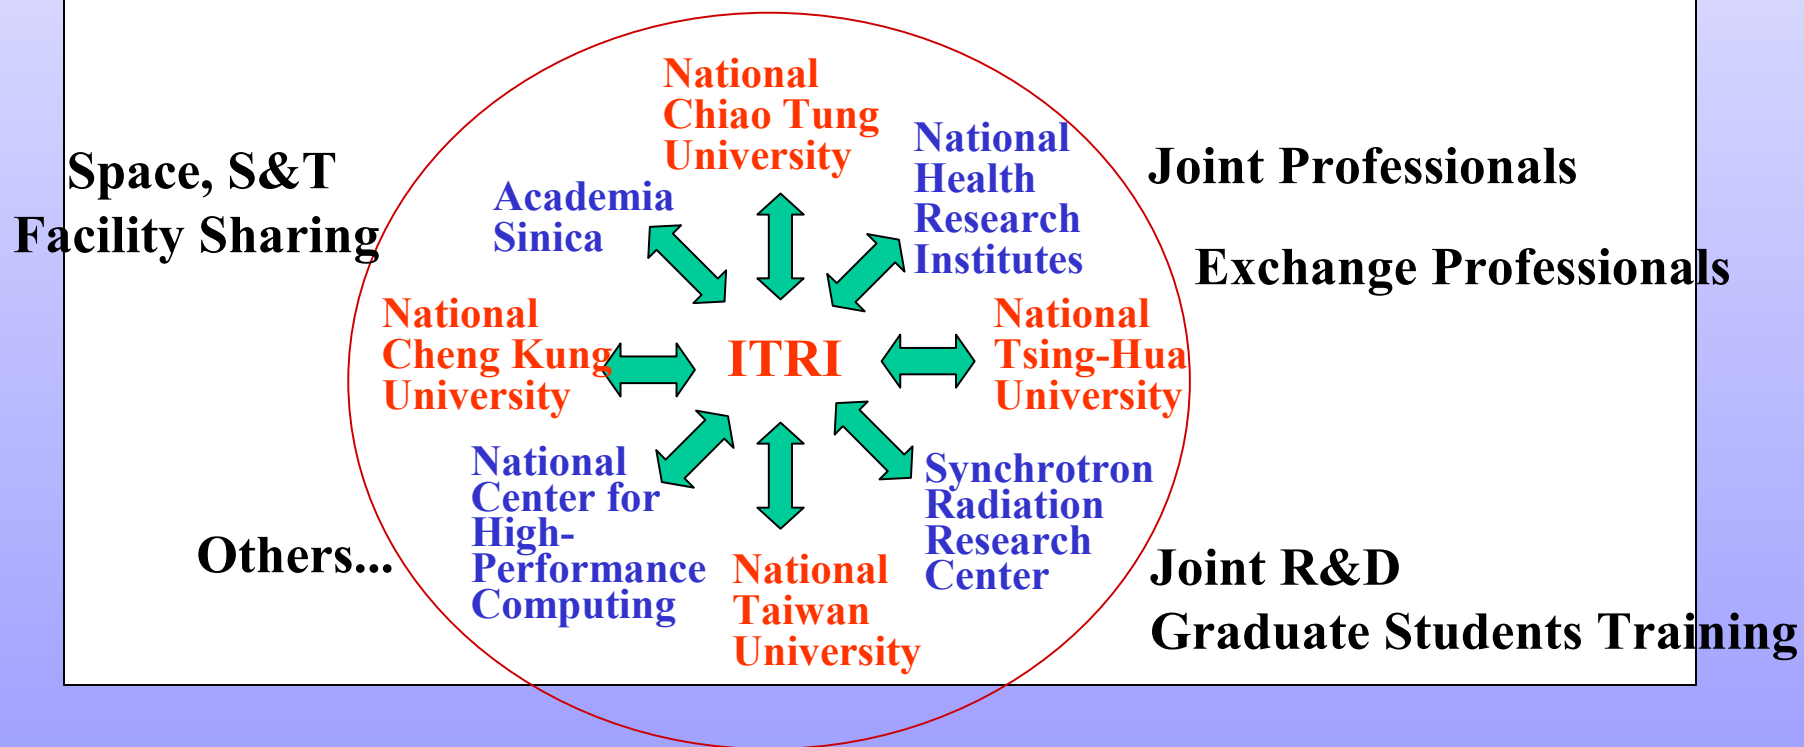 National
Chiao Tung
University
National
Health
Research
Institutes
Academia
Sinica
Space, S&T
Facility Sharing
Joint Professionals
Exchange Professionals
National
Cheng Kung
University
ITRI
National
Tsing-Hua
University
National
Center for
High-
Performance
Computing
National
Taiwan
University
Synchrotron
Radiation
Research
Center
Others...
Joint R&D
Graduate Students Training